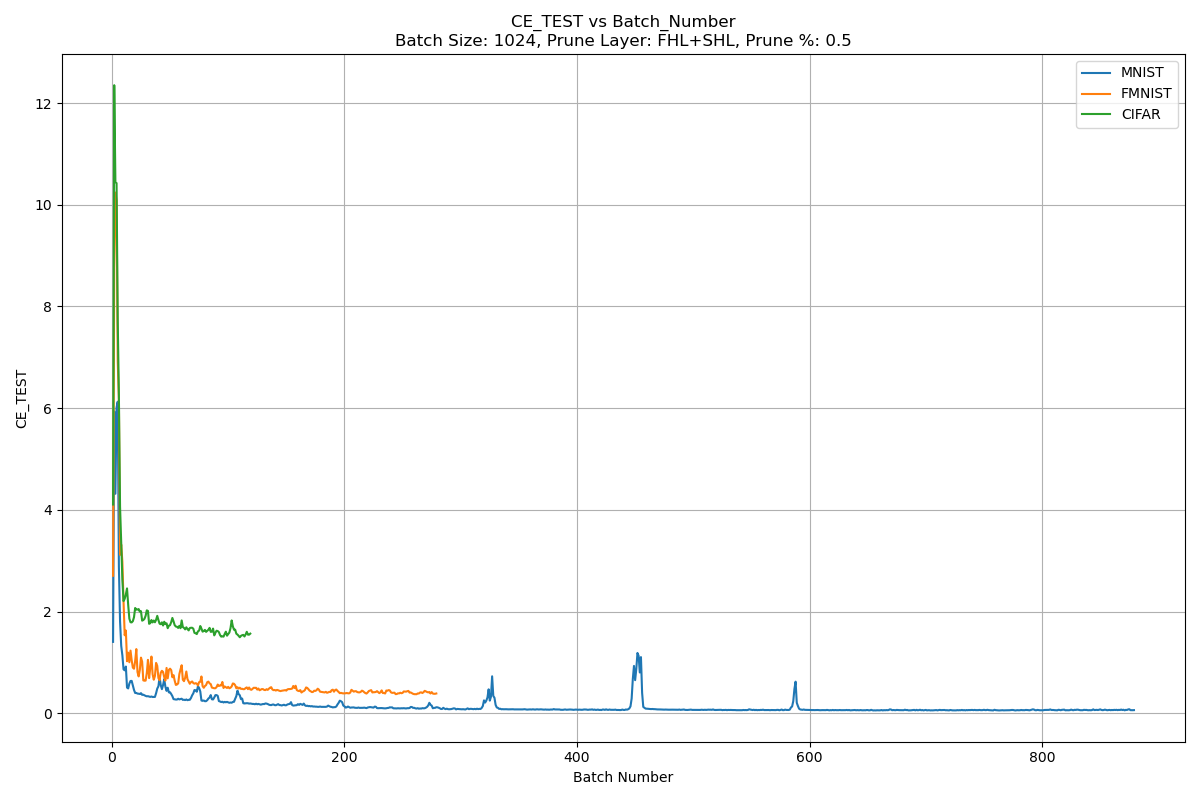 CE_TEST vs Batch_Number
Batch Size: 1024, Prune Layer: FHL+SHL, Prune %: 0.5
MNIST
FMNIST
CIFAR
CE_TEST
12
10
8
6
4
2
0
0 200 400 600 800
Batch Number